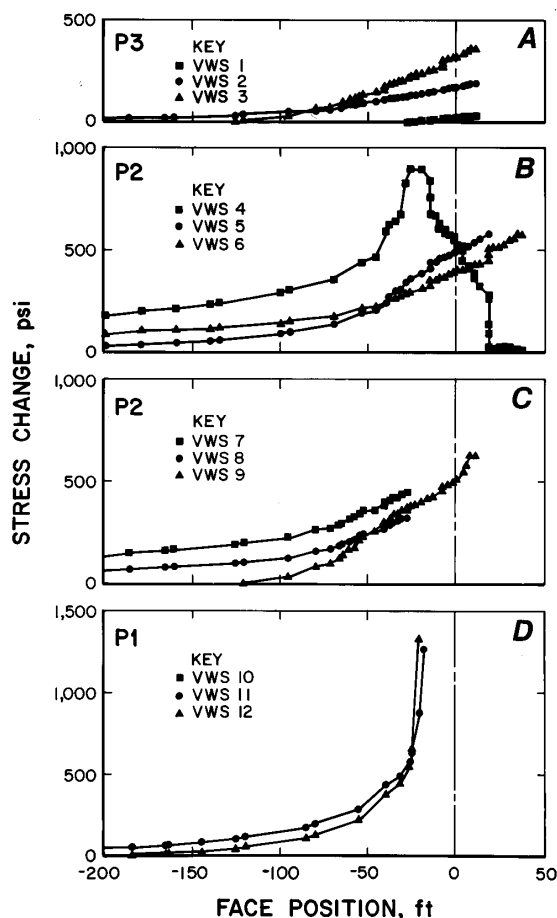 P3
A
KEY
VWS 1
VWS 2
VWS 3
500
0
P2
B
KEY
VWS 4
VWS 5
VWS 6
1,000
500
0
P2
C
KEY
VWS 7
VWS 8
VWS 9
1,000
500
0
P1
D
KEY
VWS 10
VWS 11
VWS 12
1,500
1,000
500
0
-200 -150 -100 -50 0 50
STRESS CHANGE, psi
FACE POSITION, ft